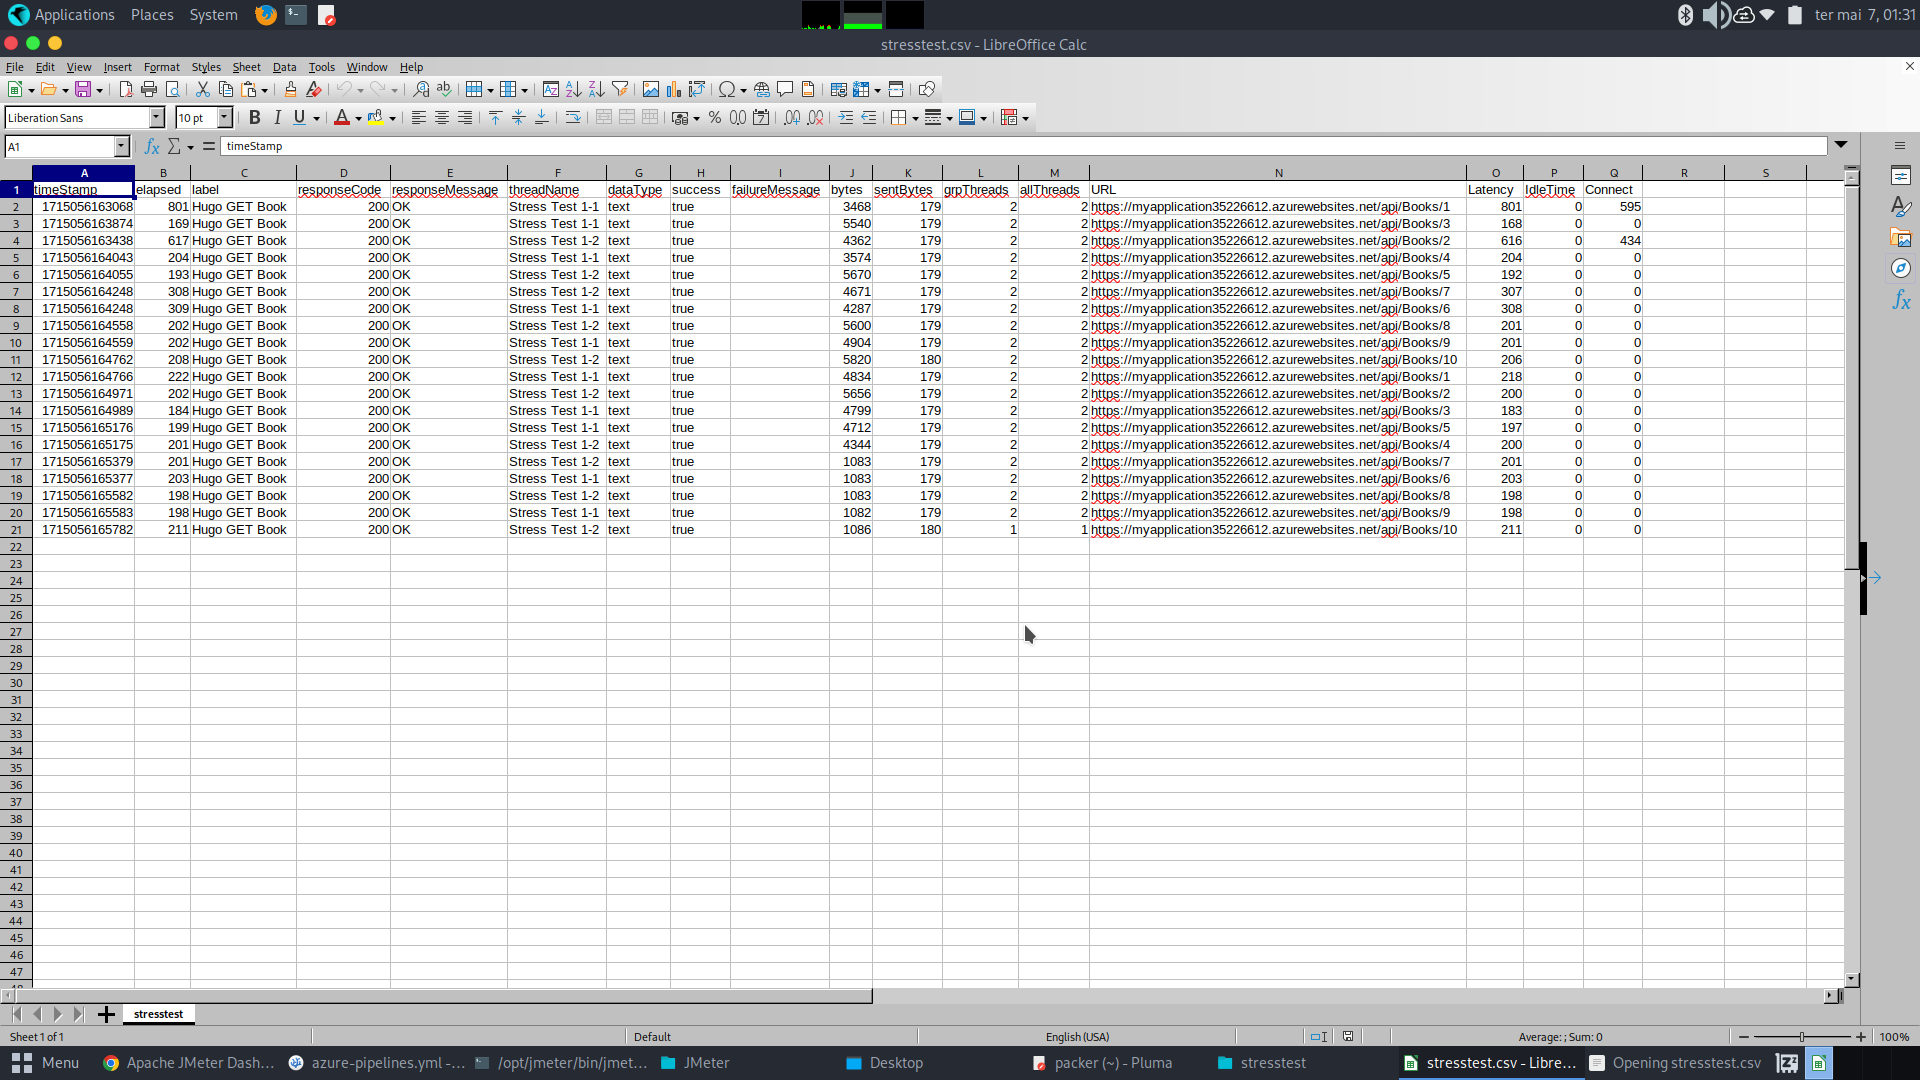 Applications Places System ter mai 7, 01:31
stresstest.csv - LibreOffice Calc
File Edit View Insert Format Styles Sheet Data Tools Window Help
Liberation Sans 10 pt
A1 timeStamp
A B C D E F G H I J K L M N O P Q R S
1 timeStamp elapsed label responseCode responseMessage threadName dataType success failureMessage bytes sentBytes grpThreads allThreads URL Latency IdleTime Connect
2 1715056163068 801 Hugo GET Book 200 OK Stress Test 1-1 text true 3468 179 2 2 https://myapplication35226612.azurewebsites.net/api/Books/1 801 0 595
3 1715056163874 169 Hugo GET Book 200 OK Stress Test 1-1 text true 5540 179 2 2 https://myapplication35226612.azurewebsites.net/api/Books/3 168 0 0
4 1715056163438 617 Hugo GET Book 200 OK Stress Test 1-2 text true 4362 179 2 2 https://myapplication35226612.azurewebsites.net/api/Books/2 616 0 434
5 1715056164043 204 Hugo GET Book 200 OK Stress Test 1-1 text true 3574 179 2 2 https://myapplication35226612.azurewebsites.net/api/Books/4 204 0 0
6 1715056164055 193 Hugo GET Book 200 OK Stress Test 1-2 text true 5670 179 2 2 https://myapplication35226612.azurewebsites.net/api/Books/5 192 0 0
7 1715056164248 308 Hugo GET Book 200 OK Stress Test 1-2 text true 4671 179 2 2 https://myapplication35226612.azurewebsites.net/api/Books/7 307 0 0
8 1715056164248 309 Hugo GET Book 200 OK Stress Test 1-1 text true 4287 179 2 2 https://myapplication35226612.azurewebsites.net/api/Books/6 308 0 0
9 1715056164558 202 Hugo GET Book 200 OK Stress Test 1-2 text true 5600 179 2 2 https://myapplication35226612.azurewebsites.net/api/Books/8 201 0 0
10 1715056164559 202 Hugo GET Book 200 OK Stress Test 1-1 text true 4904 179 2 2 https://myapplication35226612.azurewebsites.net/api/Books/9 201 0 0
11 1715056164762 208 Hugo GET Book 200 OK Stress Test 1-2 text true 5820 180 2 2 https://myapplication35226612.azurewebsites.net/api/Books/10 206 0 0
12 1715056164766 222 Hugo GET Book 200 OK Stress Test 1-1 text true 4834 179 2 2 https://myapplication35226612.azurewebsites.net/api/Books/1 218 0 0
13 1715056164971 202 Hugo GET Book 200 OK Stress Test 1-2 text true 5656 179 2 2 https://myapplication35226612.azurewebsites.net/api/Books/2 200 0 0
14 1715056164989 184 Hugo GET Book 200 OK Stress Test 1-1 text true 4799 179 2 2 https://myapplication35226612.azurewebsites.net/api/Books/3 183 0 0
15 1715056165176 199 Hugo GET Book 200 OK Stress Test 1-1 text true 4712 179 2 2 https://myapplication35226612.azurewebsites.net/api/Books/5 197 0 0
16 1715056165175 201 Hugo GET Book 200 OK Stress Test 1-2 text true 4344 179 2 2 https://myapplication35226612.azurewebsites.net/api/Books/4 200 0 0
17 1715056165379 201 Hugo GET Book 200 OK Stress Test 1-2 text true 1083 179 2 2 https://myapplication35226612.azurewebsites.net/api/Books/7 201 0 0
18 1715056165377 203 Hugo GET Book 200 OK Stress Test 1-1 text true 1083 179 2 2 https://myapplication35226612.azurewebsites.net/api/Books/6 203 0 0
19 1715056165582 198 Hugo GET Book 200 OK Stress Test 1-2 text true 1083 179 2 2 https://myapplication35226612.azurewebsites.net/api/Books/8 198 0 0
20 1715056165583 198 Hugo GET Book 200 OK Stress Test 1-1 text true 1082 179 2 2 https://myapplication35226612.azurewebsites.net/api/Books/9 198 0 0
21 1715056165782 211 Hugo GET Book 200 OK Stress Test 1-2 text true 1086 180 1 1 https://myapplication35226612.azurewebsites.net/api/Books/10 211 0 0
22
23
24
25
26
27
28
29
30
31
32
33
34
35
36
37
38
39
40
41
42
43
44
45
46
47
48
stresstest
Sheet 1 of 1 Default English (USA) Average: ; Sum: 0 100%
Menu Apache JMeter Dash... azure-pipelines.yml -... /opt/jmeter/bin/jmet... JMeter Desktop packer (~) - Pluma stresstest stresstest.csv - Libre... Opening stresstest.csv